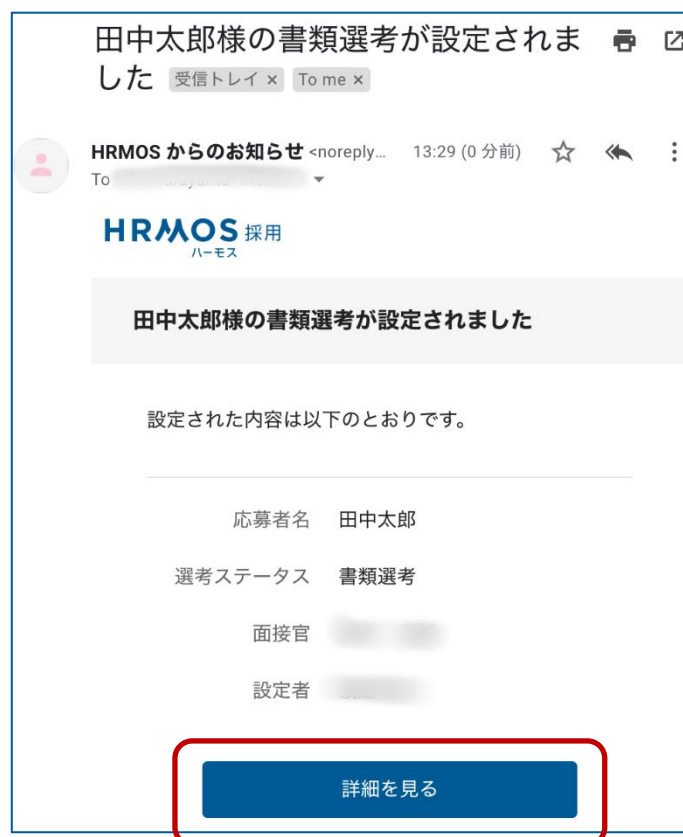 田中太郎様の書類選考が設定されま
した 受信トレイ × To me ×
HRMOS からのお知らせ <noreply... 13:29 (0 分前)
To
HRMOS 採用
ハーモス
田中太郎様の書類選考が設定されました
設定された内容は以下のとおりです。
応募者名 田中太郎
選考ステータス 書類選考
面接官
設定者
詳細を見る